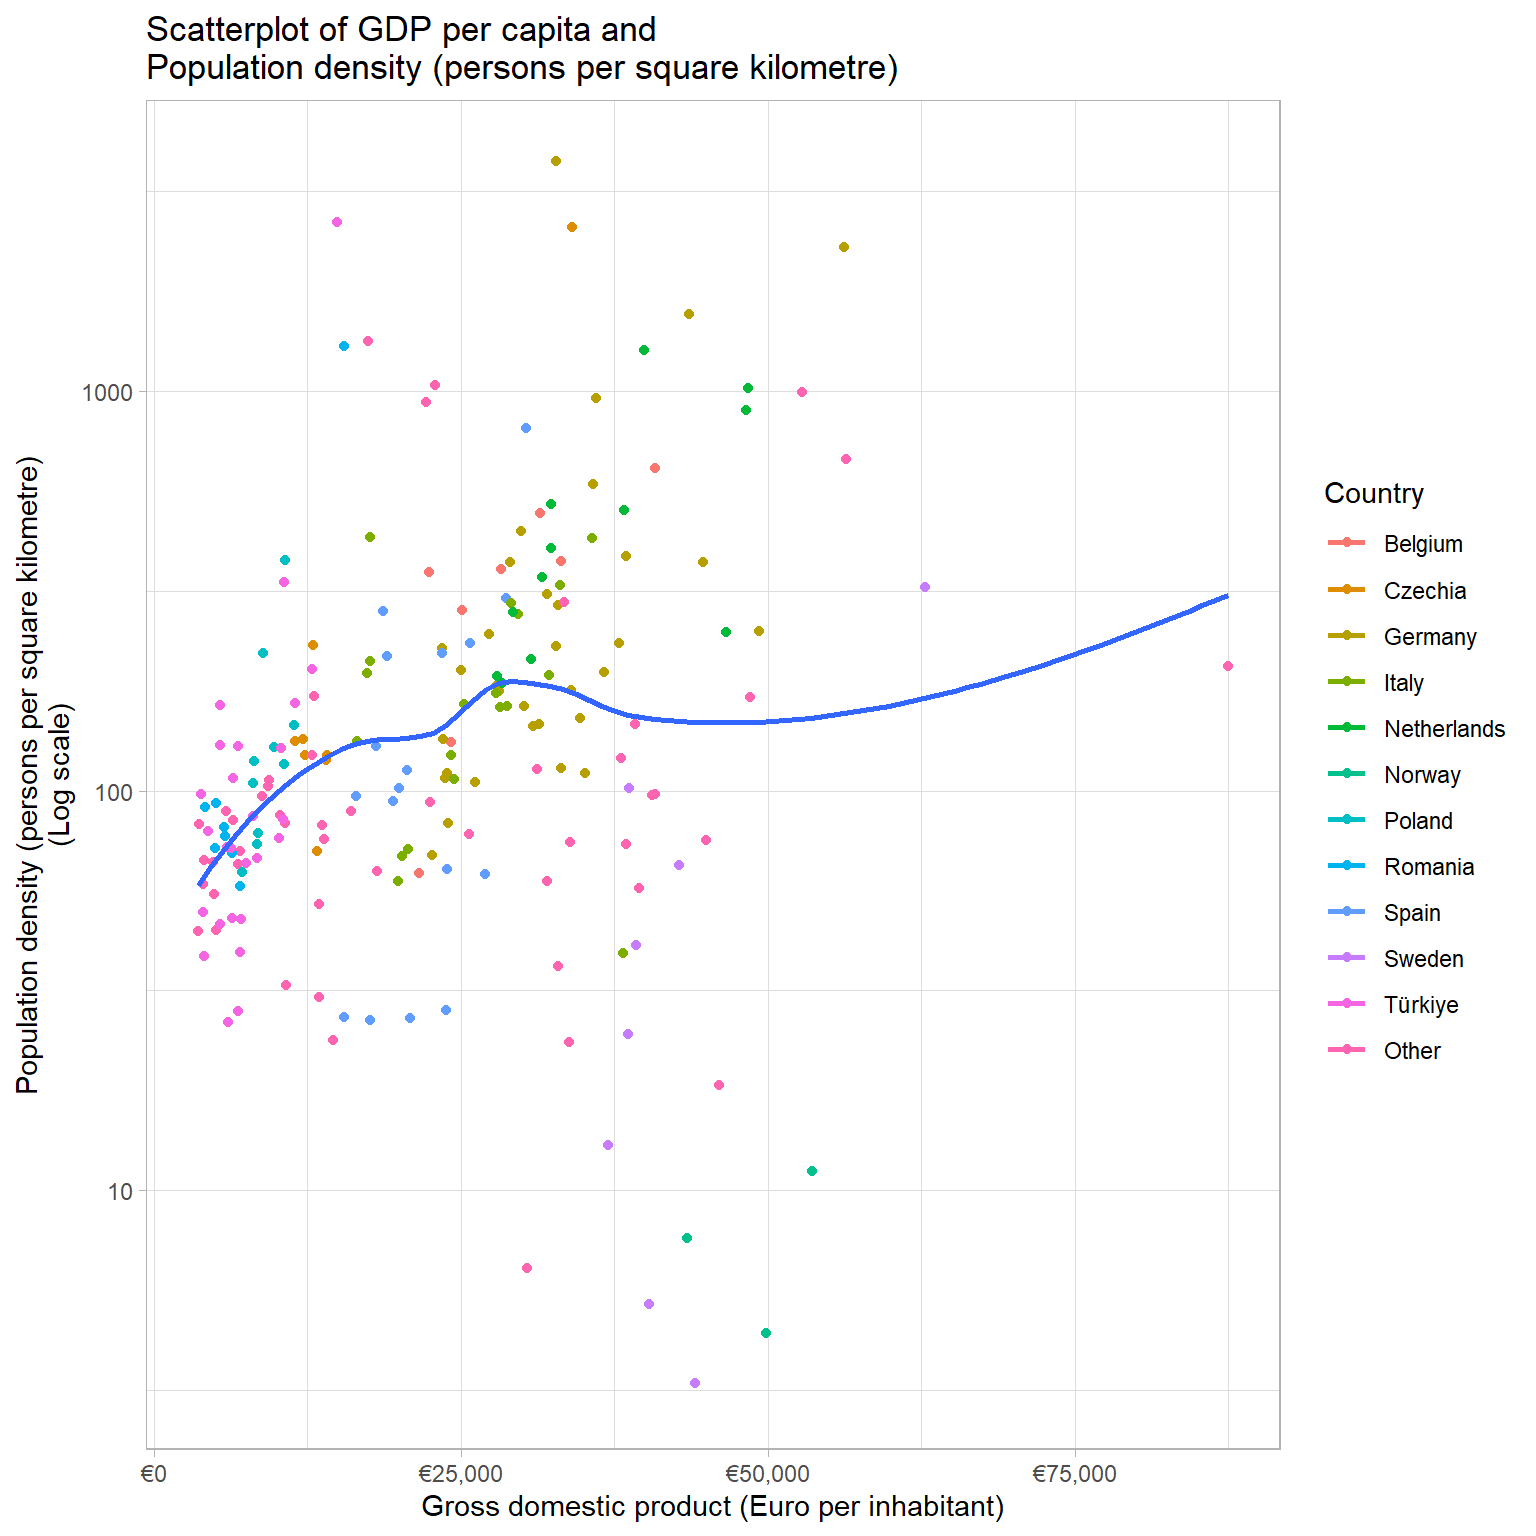 Scatterplot of GDP per capita and
Population density (persons per square kilometre)
Population density (persons per square kilometre)
(Log scale)
1000
100
10
€0
€25,000
€50,000
€75,000
Gross domestic product (Euro per inhabitant)
Country
Belgium
Czechia
Germany
Italy
Netherlands
Norway
Poland
Romania
Spain
Sweden
Türkiye
Other